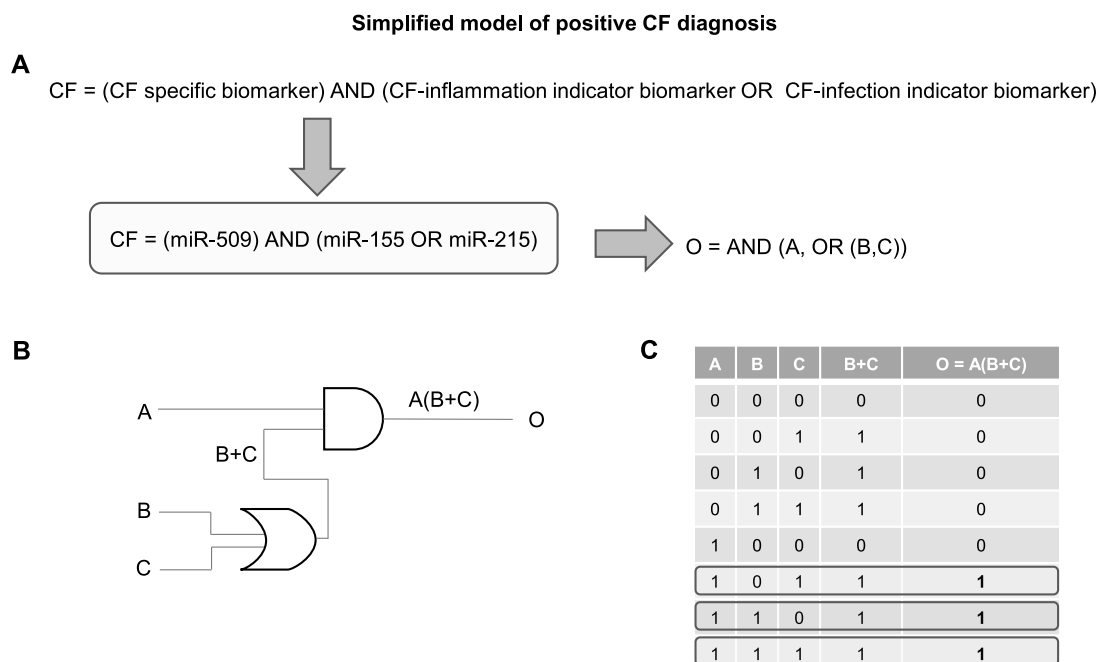 Simplified model of positive CF diagnosis
A
CF = (CF specific biomarker) AND (CF-inflammation indicator biomarker OR CF-infection indicator biomarker)
CF = (miR-509) AND (miR-155 OR miR-215)
O = AND (A, OR (B,C))
B
A
A(B+C)
O
B+C
B
C
C
A B C B+C O = A(B+C)
0 0 0 0 0
0 0 1 1 0
0 1 0 1 0
0 1 1 1 0
1 0 0 0 0
1 0 1 1 1
1 1 0 1 1
1 1 1 1 1